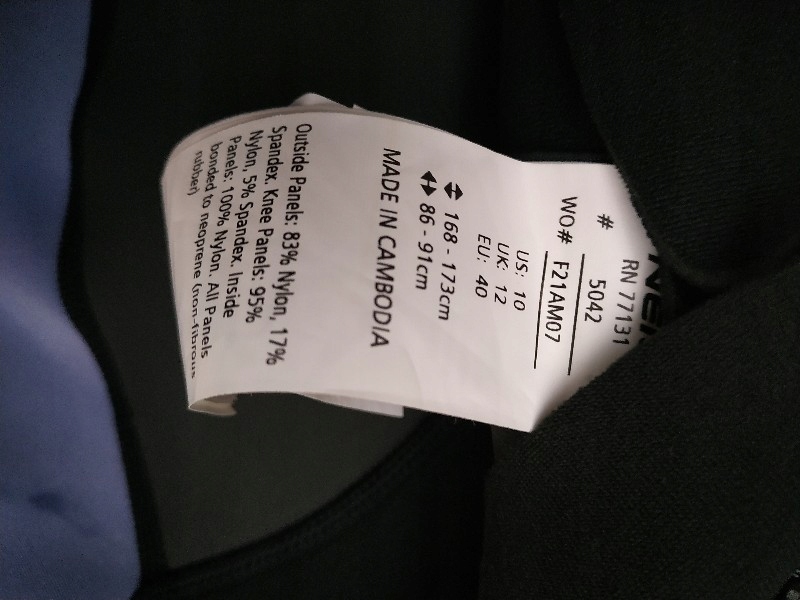 RN 77131
# 5042
WO# F21AM07
US: 10
UK: 12
EU: 40
168 - 173cm
86 - 91cm
MADE IN CAMBODIA
Outside Panels: 83% Nylon, 17%
Spandex. Knee Panels: 95%
Nylon, 5% Spandex. Inside
Panels: 100% Nylon. All Panels
bonded to neoprene (non-fibrous
rubber)